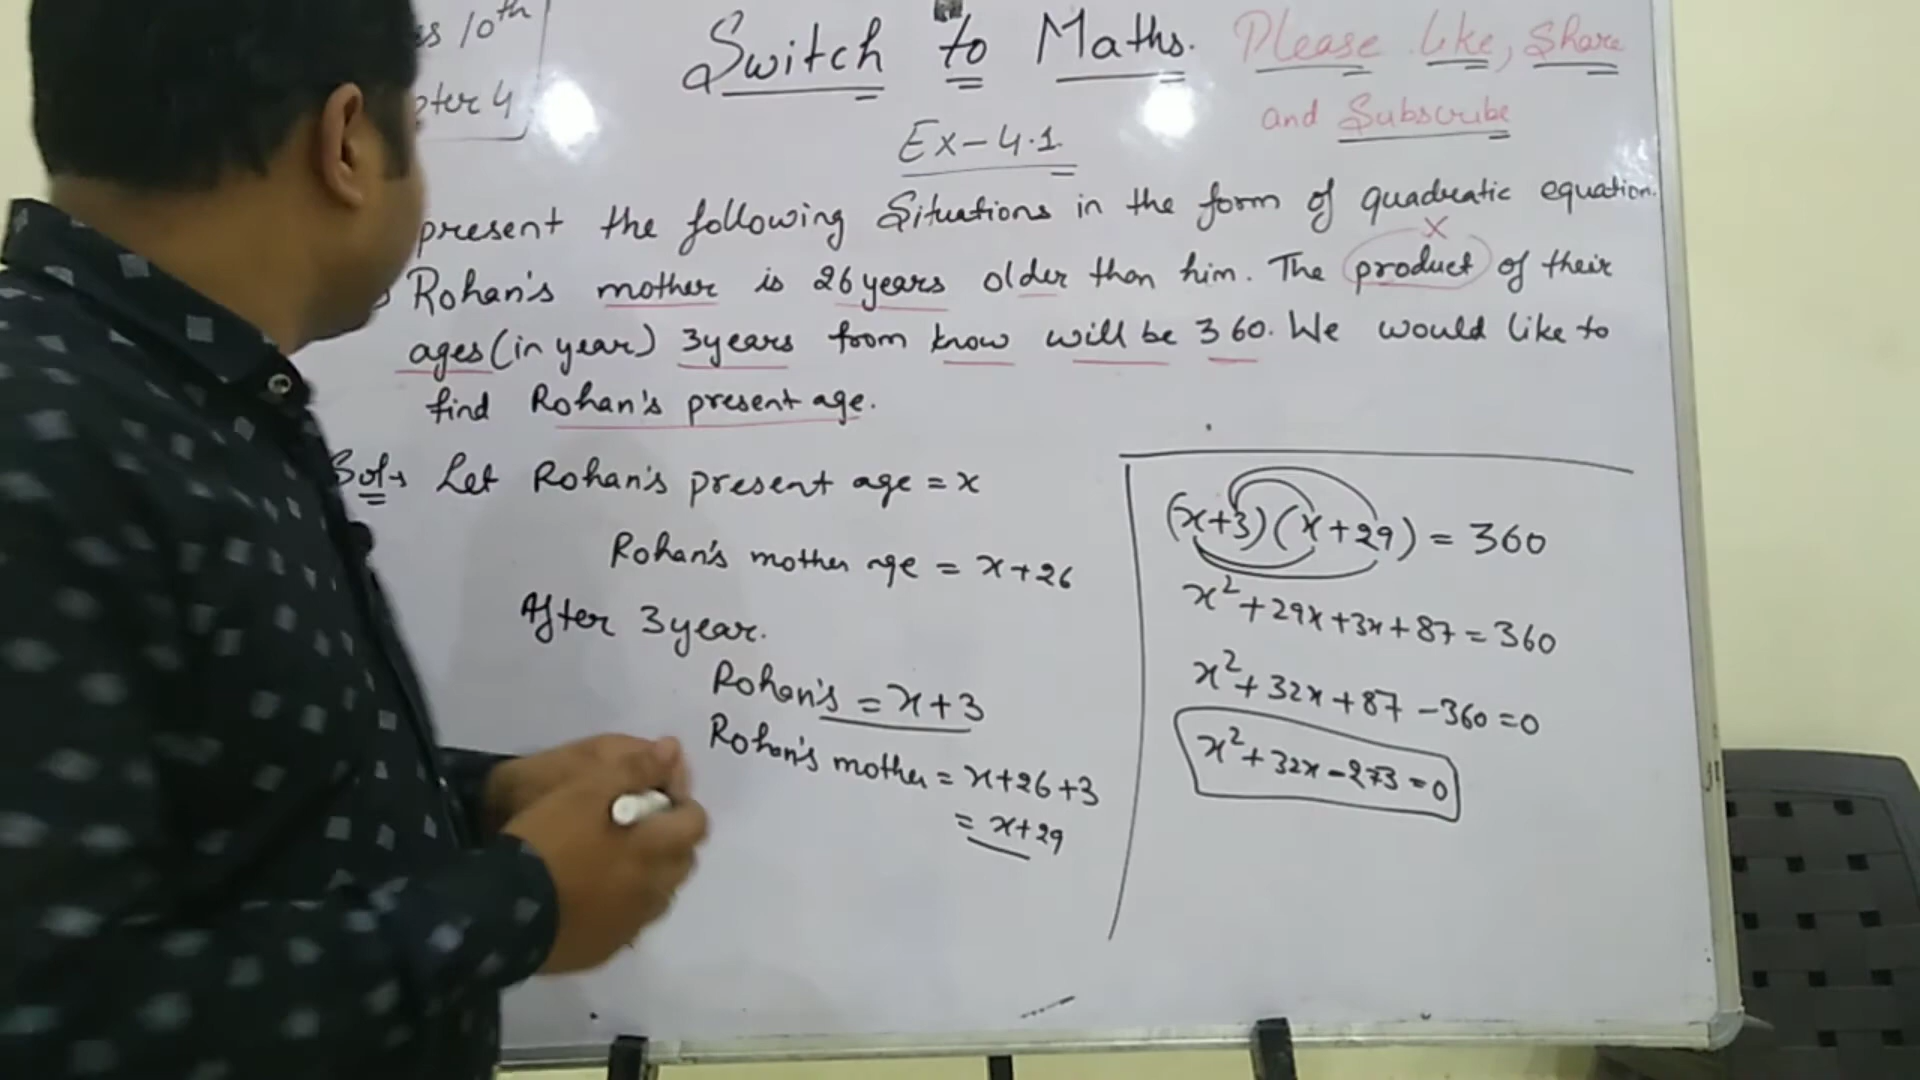 10th
4
Switch to Maths.
Please Like, Share
and Subscribe
Ex-4.1.
present the following Situations in the form of quadratic equation.
x
Rohan's mother is 26 years older than him. The product of their
ages (in year) 3 years from know will be 360. We would like to
find Rohan's present age.
Sol→ Let Rohan's present age = x
Rohan's mother age = x+26
After 3 year.
Rohan's = x+3
Rohan's mother = x+26+3
= x+29
(x+3)(x+29) = 360
x²+29x+3x+87=360
x²+32x+87-360=0
x²+32x-273=0